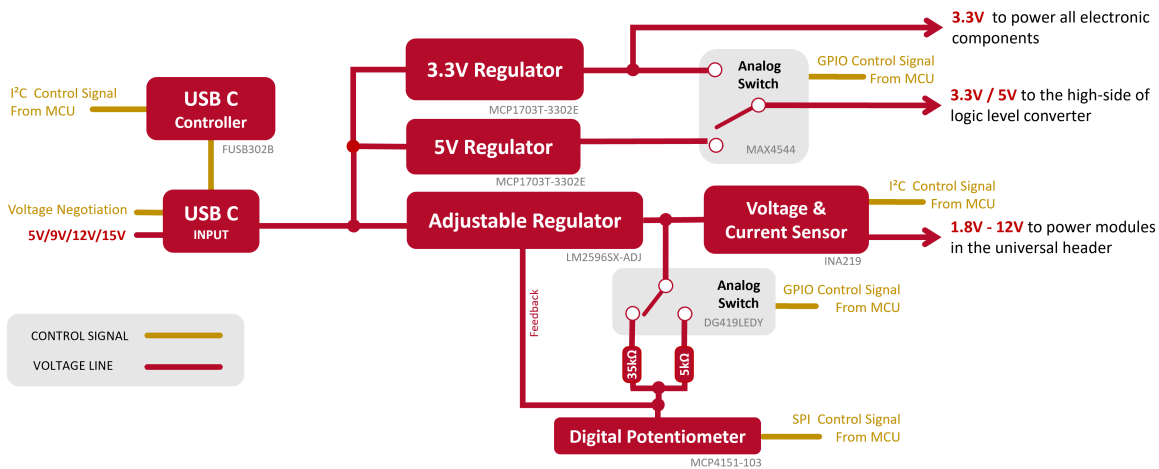 3.3V to power all electronic
components
3.3V Regulator
MCP1703T-3302E
Analog
Switch
MAX4544
GPIO Control Signal
From MCU
3.3V / 5V to the high-side of
logic level converter
I²C Control Signal
From MCU
USB C
Controller
FUSB302B
5V Regulator
MCP1703T-3302E
Voltage Negotiation
5V/9V/12V/15V
USB C
INPUT
Adjustable Regulator
LM2596SX-ADJ
Voltage &
Current Sensor
INA219
I²C Control Signal
From MCU
1.8V - 12V to power modules
in the universal header
Feedback
Analog
Switch
DG419LEDY
GPIO Control Signal
From MCU
35kΩ
5kΩ
CONTROL SIGNAL
VOLTAGE LINE
Digital Potentiometer
MCP4151-103
SPI Control Signal
From MCU